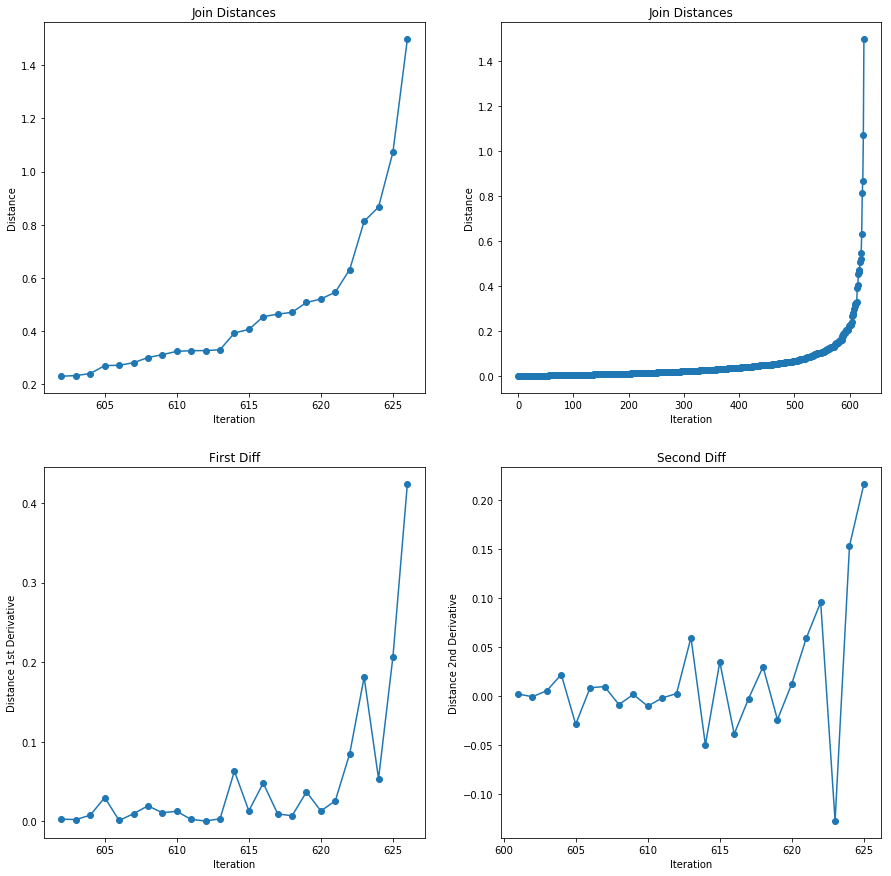 Join Distances
Distance
1.4
1.2
1.0
0.8
0.6
0.4
0.2
605 610 615 620 625
Iteration
Join Distances
Distance
1.4
1.2
1.0
0.8
0.6
0.4
0.2
0.0
0 100 200 300 400 500 600
Iteration
First Diff
Distance 1st Derivative
0.4
0.3
0.2
0.1
0.0
605 610 615 620 625
Iteration
Second Diff
Distance 2nd Derivative
0.20
0.15
0.10
0.05
0.00
−0.05
−0.10
600 605 610 615 620 625
Iteration